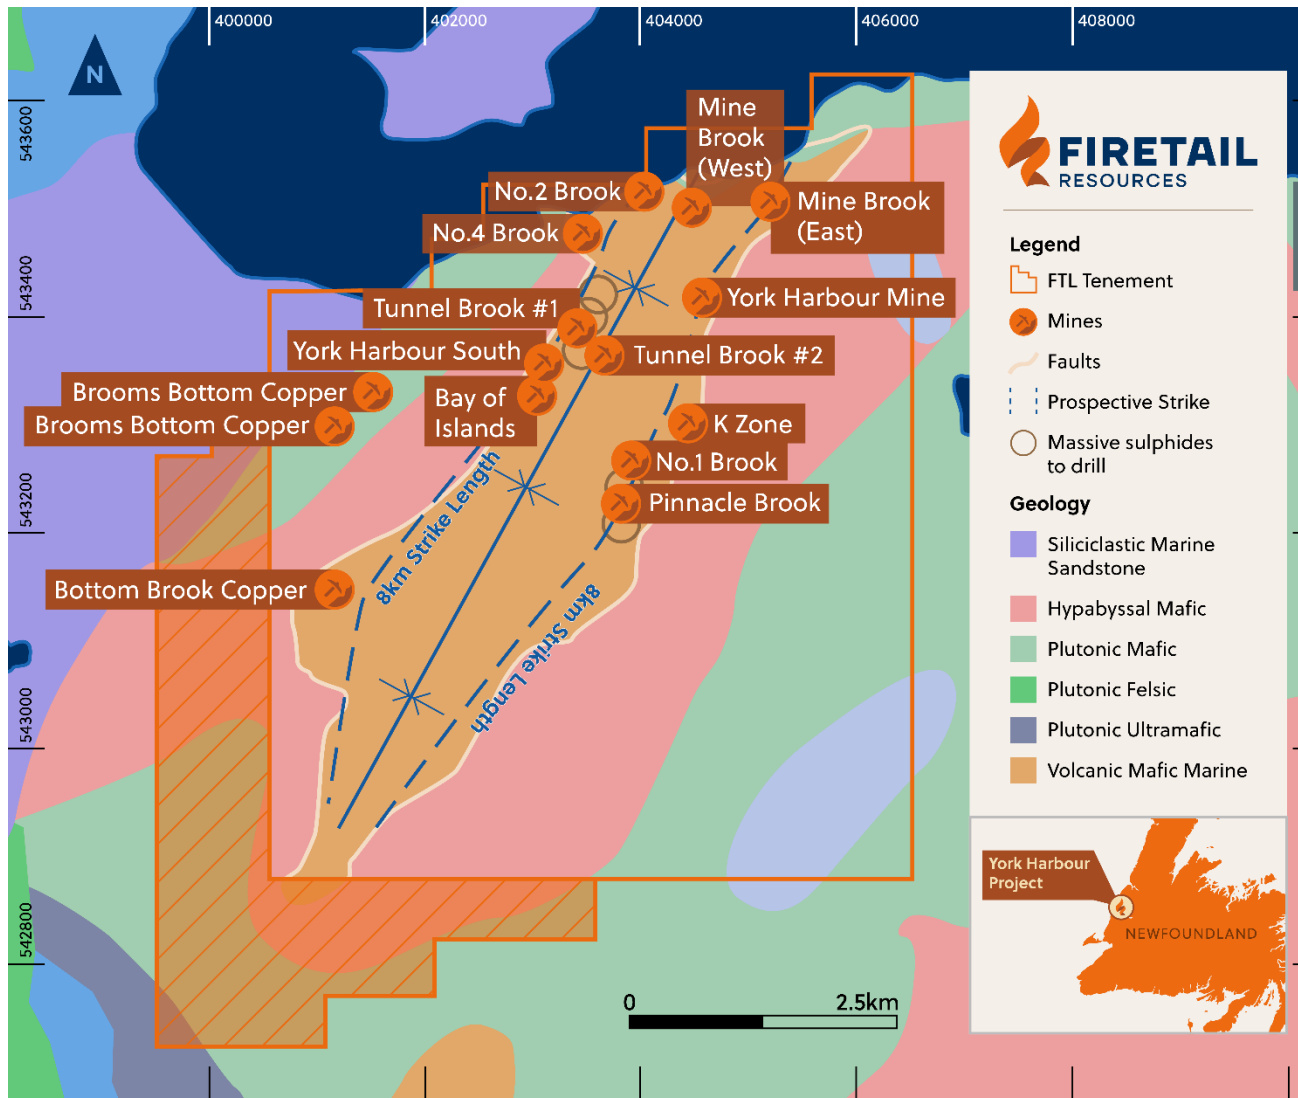 400000
402000
404000
406000
408000
N
543600
543400
543200
543000
542800
Mine
Brook
(West)
No.2 Brook
Mine Brook
(East)
No.4 Brook
York Harbour Mine
Tunnel Brook #1
York Harbour South
Tunnel Brook #2
Brooms Bottom Copper
Bay of
Islands
Brooms Bottom Copper
K Zone
No.1 Brook
Pinnacle Brook
8km Strike Length
8km Strike Length
Bottom Brook Copper
0
2.5km
FIRETAIL
RESOURCES
Legend
FTL Tenement
Mines
Faults
Prospective Strike
Massive sulphides
to drill
Geology
Siliciclastic Marine
Sandstone
Hypabyssal Mafic
Plutonic Mafic
Plutonic Felsic
Plutonic Ultramafic
Volcanic Mafic Marine
York Harbour
Project
NEWFOUNDLAND